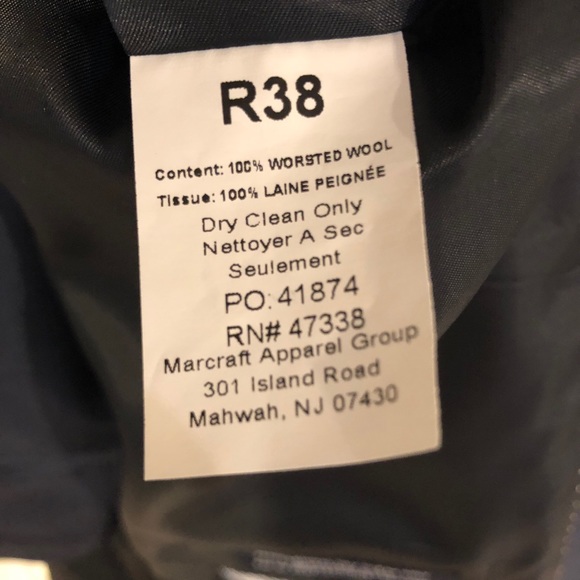 R38
Content: 100% WORSTED WOOL
Tissue: 100% LAINE PEIGNÉE
Dry Clean Only
Nettoyer A Sec
Seulement
PO: 41874
RN# 47338
Marcraft Apparel Group
301 Island Road
Mahwah, NJ 07430